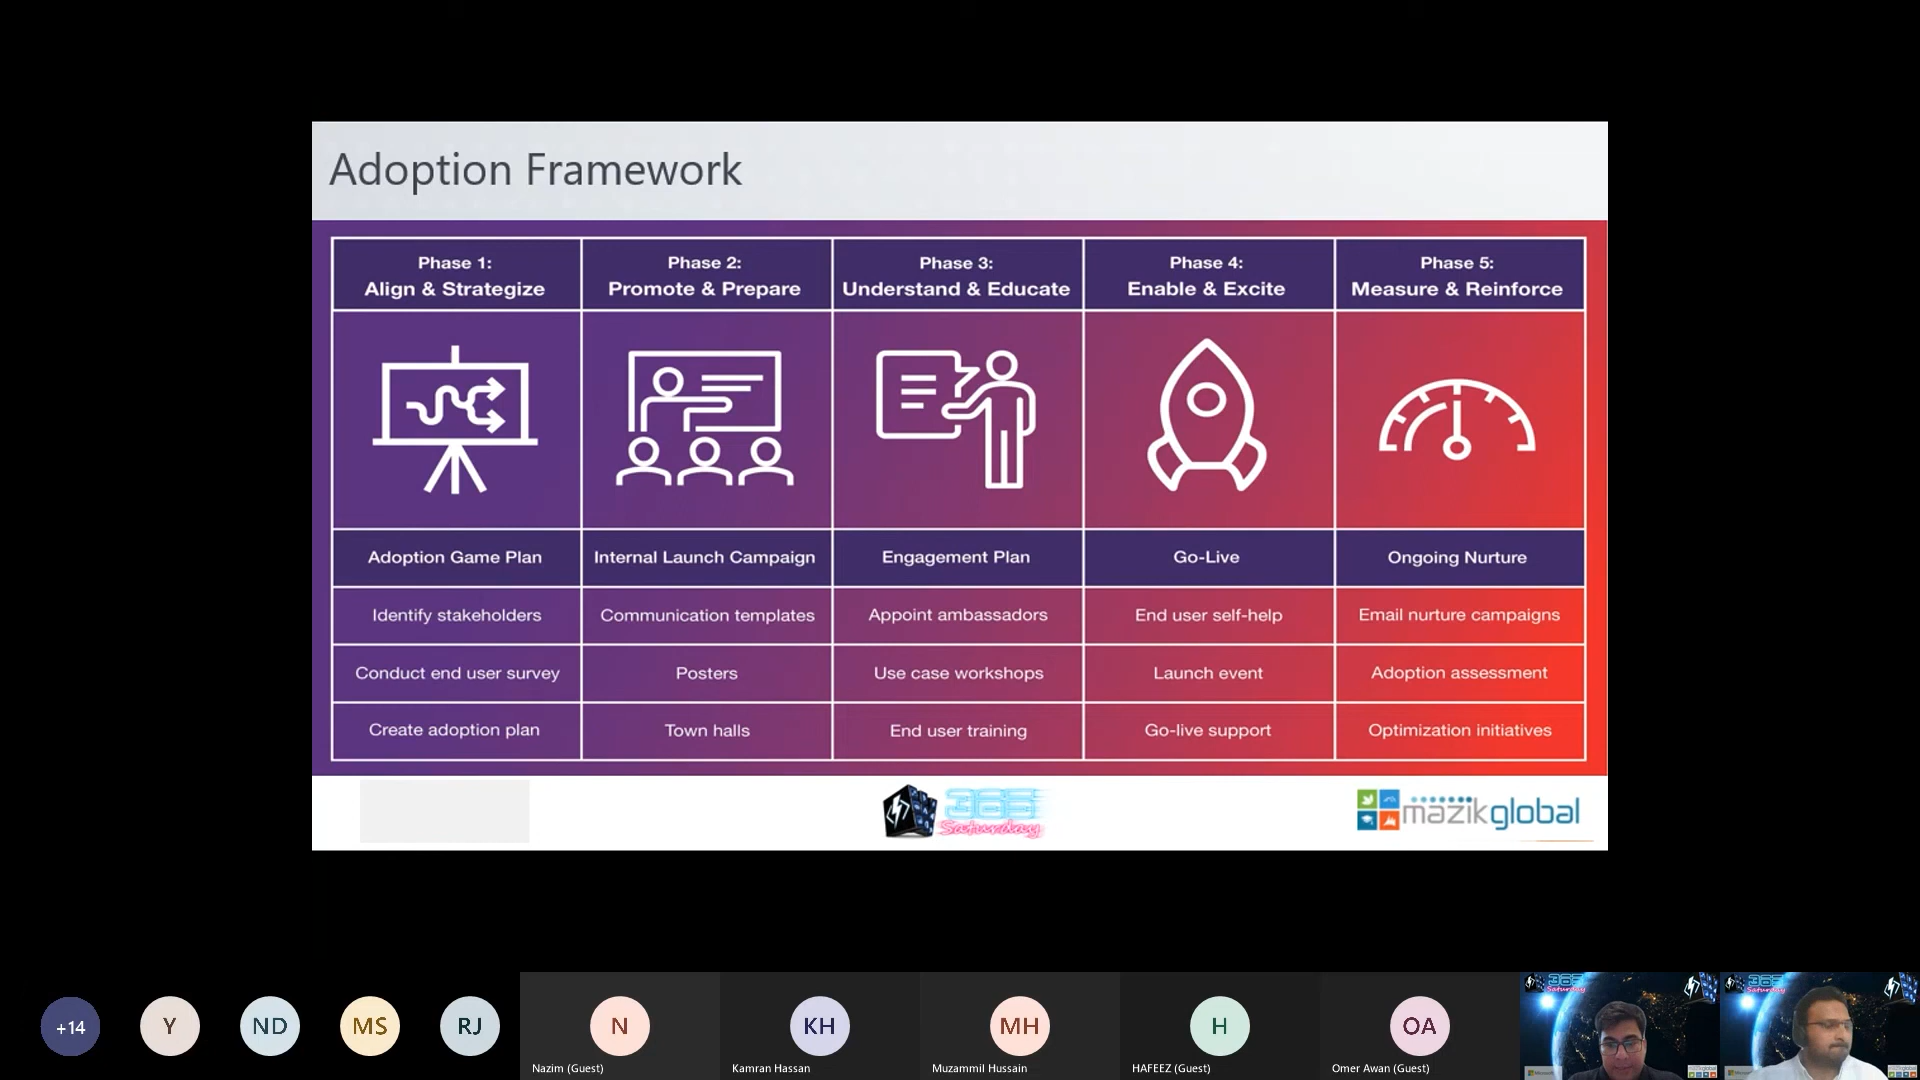 Adoption Framework
Phase 1:
Align & Strategize
Phase 2:
Promote & Prepare
Phase 3:
Understand & Educate
Phase 4:
Enable & Excite
Phase 5:
Measure & Reinforce
Adoption Game Plan
Internal Launch Campaign
Engagement Plan
Go-Live
Ongoing Nurture
Identify stakeholders
Communication templates
Appoint ambassadors
End user self-help
Email nurture campaigns
Conduct end user survey
Posters
Use case workshops
Launch event
Adoption assessment
Create adoption plan
Town halls
End user training
Go-live support
Optimization initiatives
365
Saturday
mazikglobal
+14
Y
ND
MS
RJ
N
Nazim (Guest)
KH
Kamran Hassan
MH
Muzammil Hussain
H
HAFEEZ (Guest)
OA
Omer Awan (Guest)
365
Saturday
365
Saturday